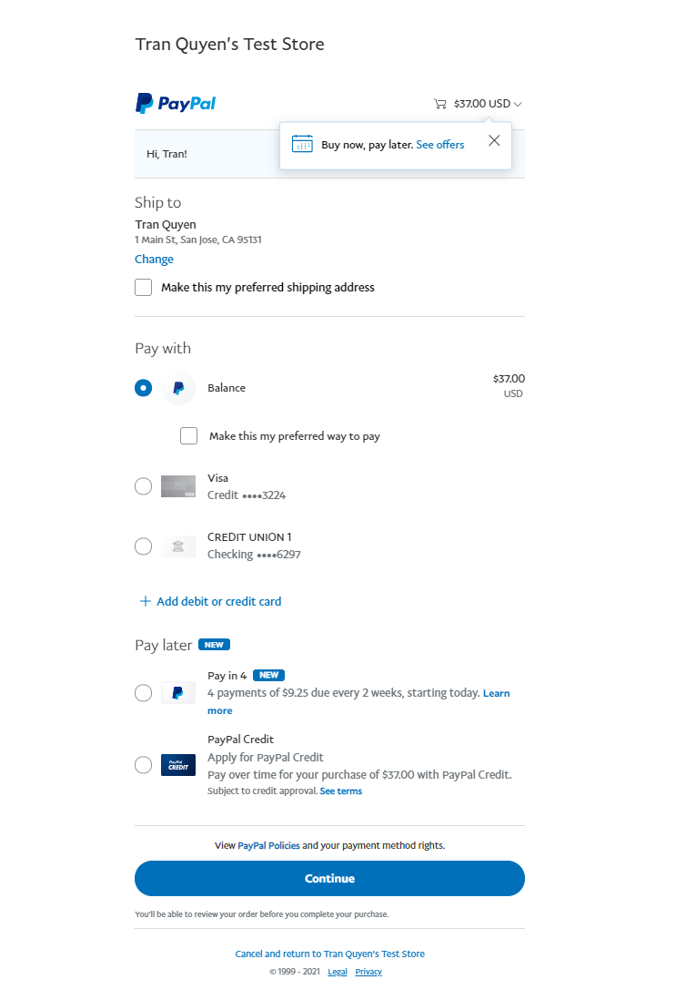 Tran Quyen's Test Store
PayPal
$37.00 USD
Buy now, pay later. See offers
Hi, Tran!
Ship to
Tran Quyen
1 Main St, San Jose, CA 95131
Change
Make this my preferred shipping address
Pay with
Balance
$37.00
USD
Make this my preferred way to pay
VISA
Visa
Credit ••••3224
CREDIT UNION 1
Checking ••••6297
+ Add debit or credit card
Pay later NEW
Pay in 4 NEW
4 payments of $9.25 due every 2 weeks, starting today. Learn
more
PayPal Credit
PayPal
CREDIT
Apply for PayPal Credit
Pay over time for your purchase of $37.00 with PayPal Credit.
Subject to credit approval. See terms
View PayPal Policies and your payment method rights.
Continue
You'll be able to review your order before you complete your purchase.
Cancel and return to Tran Quyen's Test Store
© 1999 - 2021 Legal Privacy